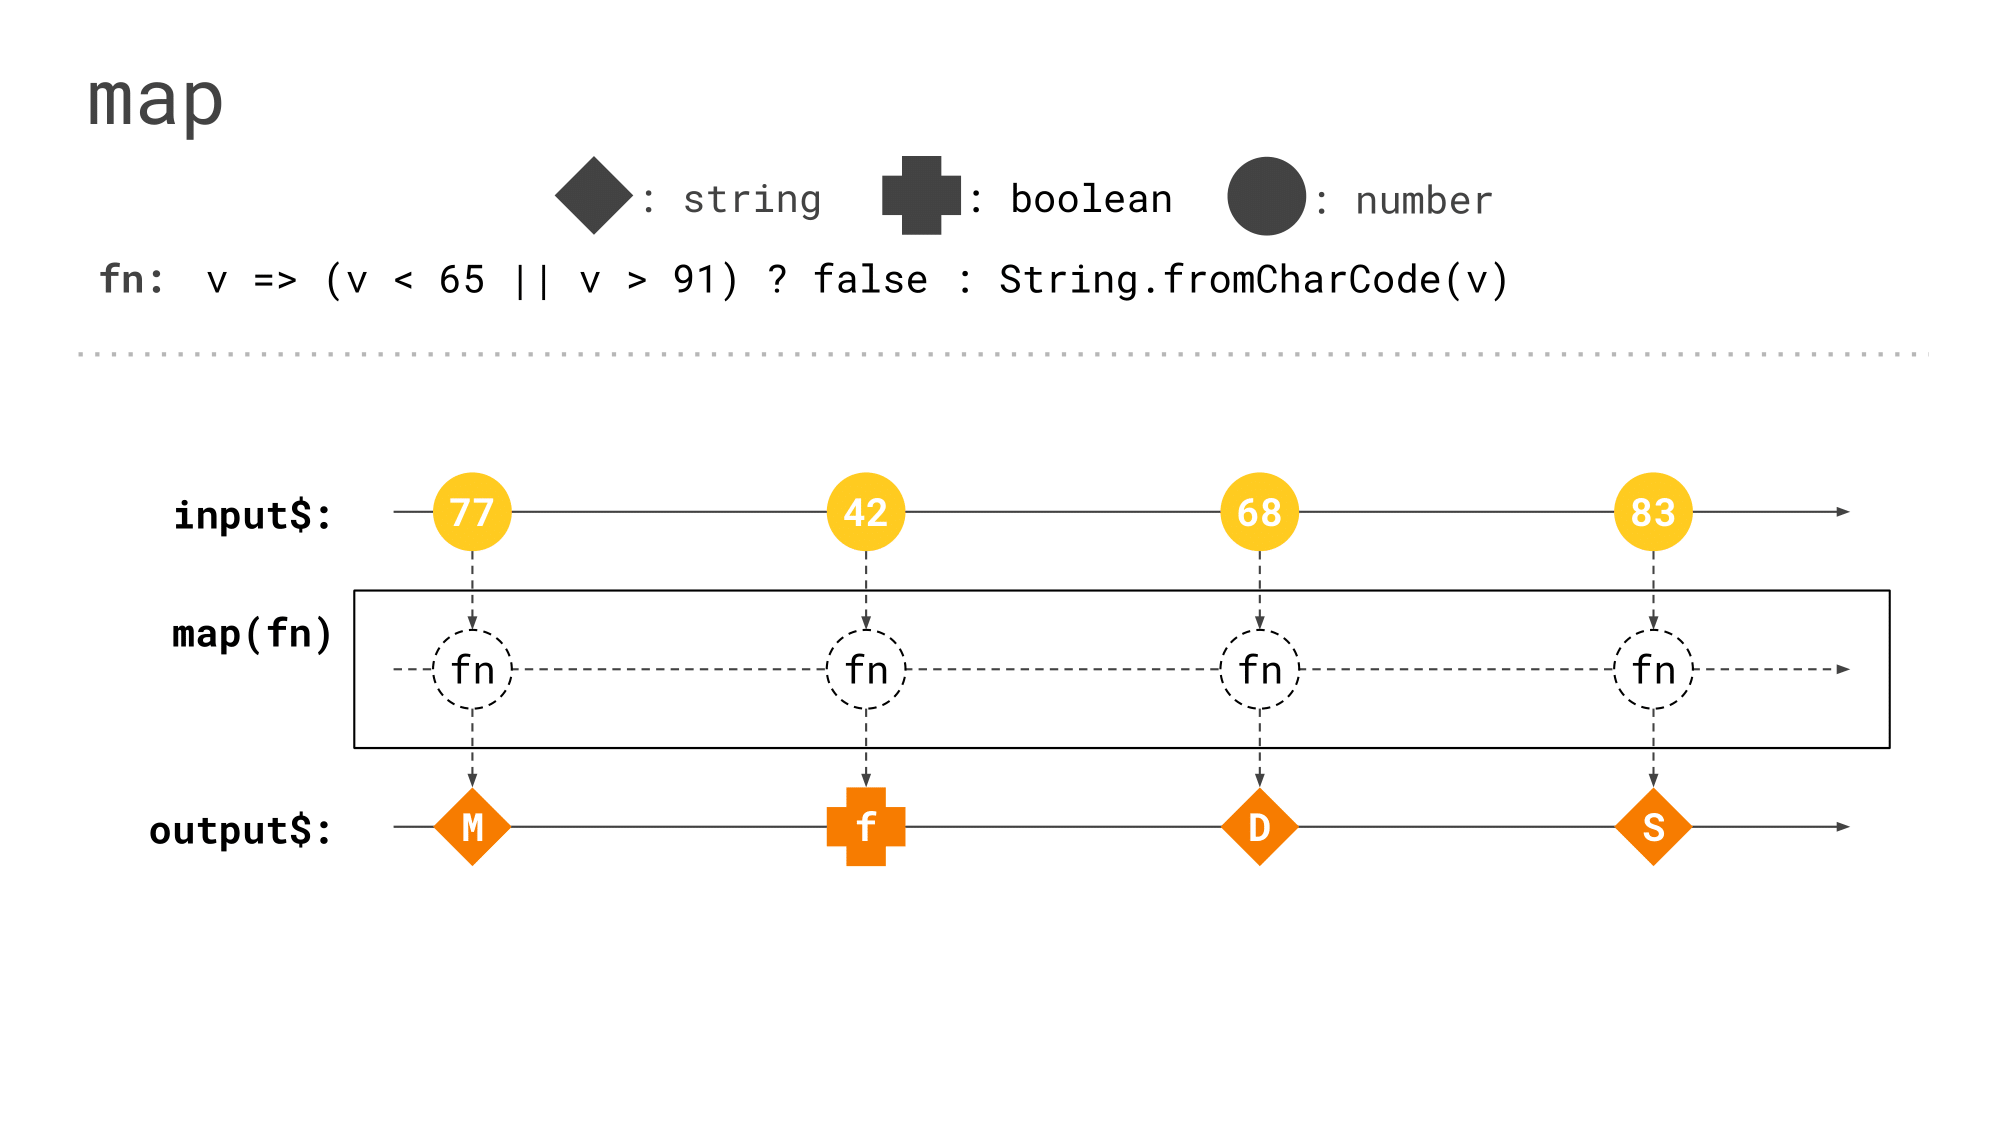 map
: string : boolean : number
fn: v => (v < 65 || v > 91) ? false : String.fromCharCode(v)
input$: 77 42 68 83
map(fn)
fn fn fn fn
output$: M f D S